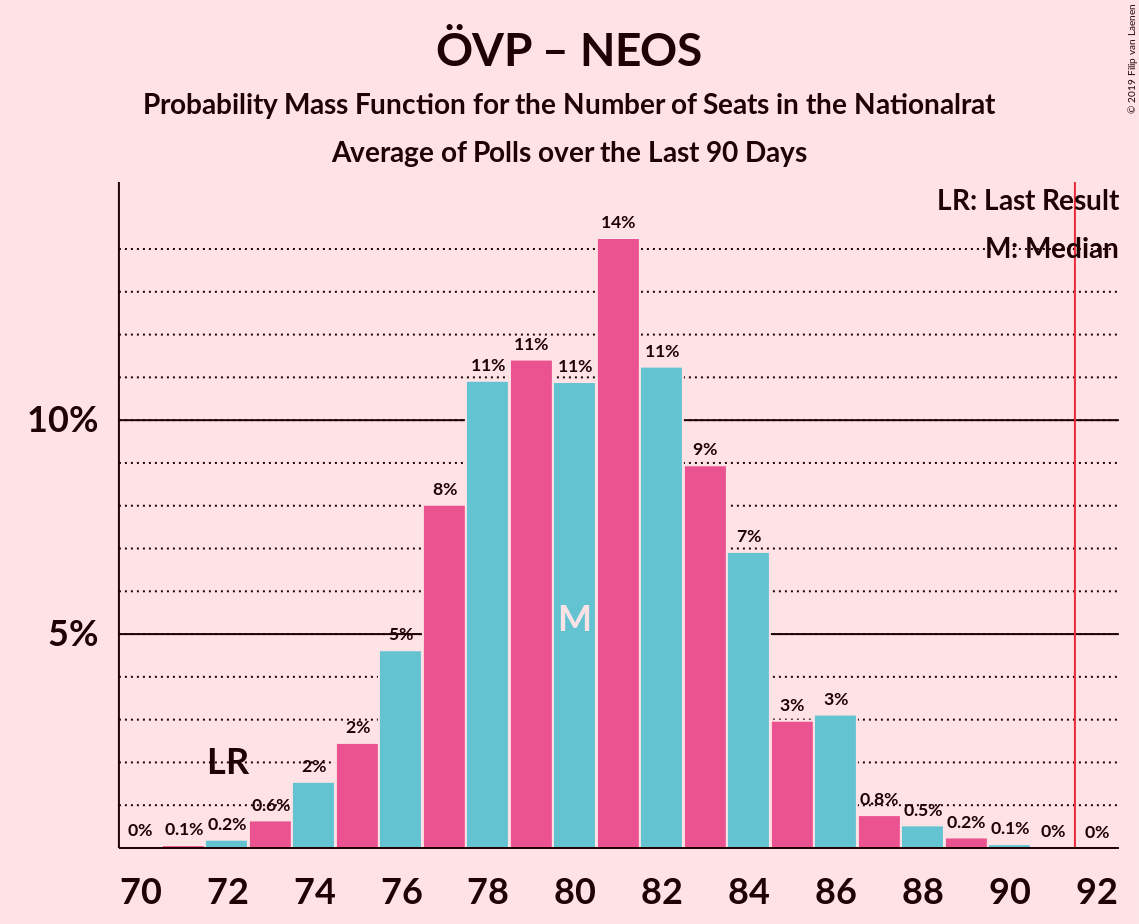 ÖVP – NEOS
Probability Mass Function for the Number of Seats in the Nationalrat
Average of Polls over the Last 90 Days
© 2019 Filip van Laenen
LR: Last Result
M: Median
14%
11%
11%
11%
11%
10%
9%
8%
7%
M
5%
5%
3%
3%
2%
LR
2%
0.6%
0.8%
0.5%
0% 0.1% 0.2% 0.2% 0.1% 0% 0%
70 72 74 76 78 80 82 84 86 88 90 92